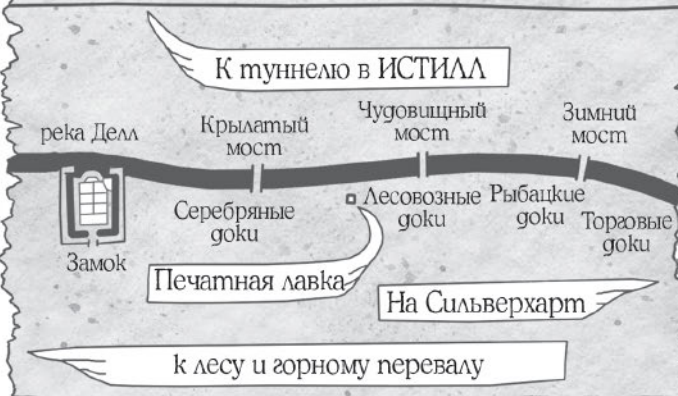 К туннелю в ИСТИЛЛ
река Делл
Крылатый
мост
Чудовищный
мост
Зимний
мост
Замок
Серебряные
доки
Лесовозные
доки
Рыбацкие
доки
Торговые
доки
Печатная лавка
На Сильверхарт
к лесу и горному перевалу